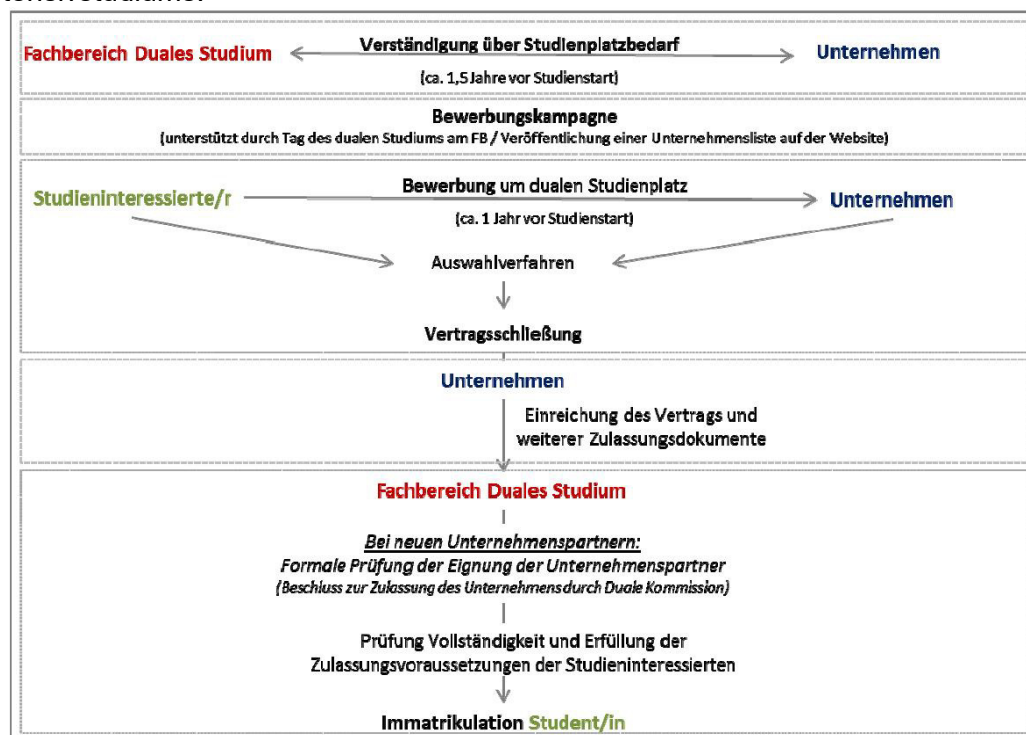 Fachbereich Duales Studium
Verständigung über Studienplatzbedarf
Unternehmen
(ca. 1,5 Jahre vor Studienstart)
Bewerbungskampagne
(unterstützt durch Tag des dualen Studiums am FB / Veröffentlichung einer Unternehmensliste auf der Website)
Studieninteressierte/r
Bewerbung um dualen Studienplatz
Unternehmen
(ca. 1 Jahr vor Studienstart)
Auswahlverfahren
Vertragsschließung
Unternehmen
Einreichung des Vertrags und
weiterer Zulassungsdokumente
Fachbereich Duales Studium
Bei neuen Unternehmenspartnern:
Formale Prüfung der Eignung der Unternehmenspartner
(Beschluss zur Zulassung des Unternehmens durch Duale Kommission)
Prüfung Vollständigkeit und Erfüllung der
Zulassungsvoraussetzungen der Studieninteressierten
Immatrikulation Student/in